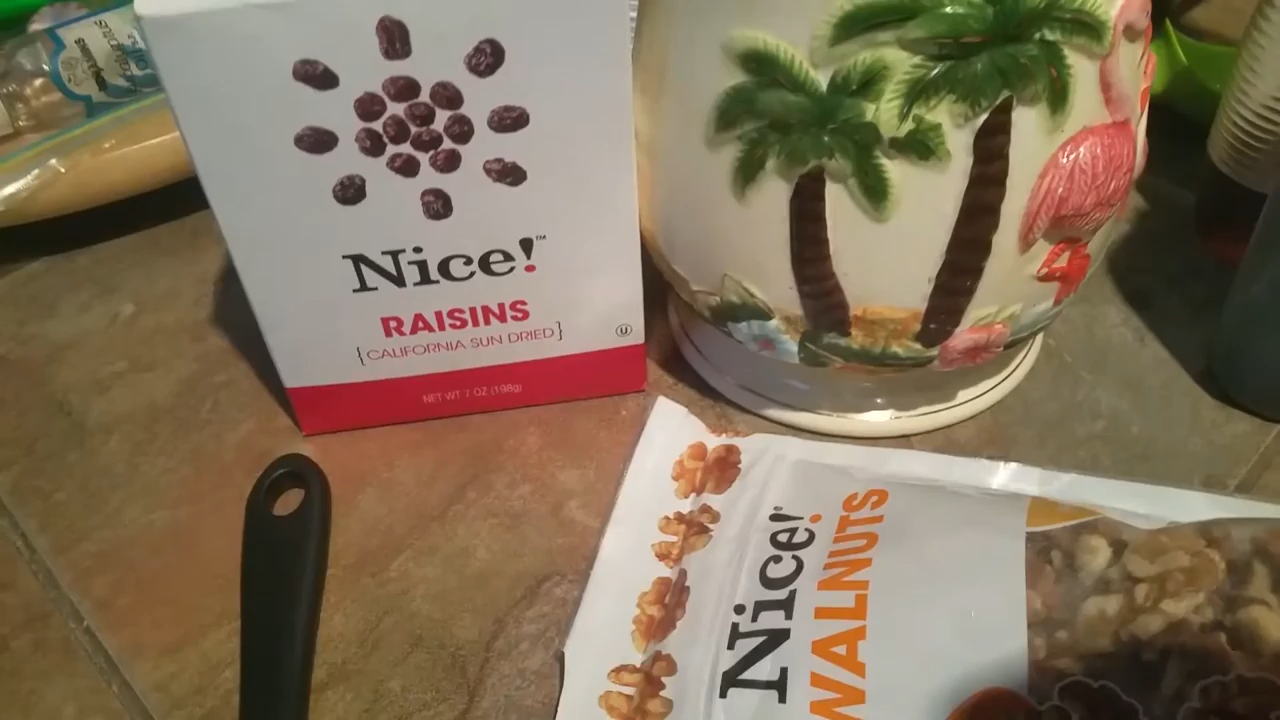 Nice!™
RAISINS
{CALIFORNIA SUN DRIED}
U
NET WT 7 OZ (198g)
Nice!
WALNUTS